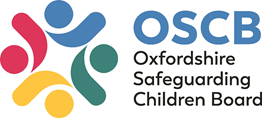 OSCB
Oxfordshire
Safeguarding
Children Board